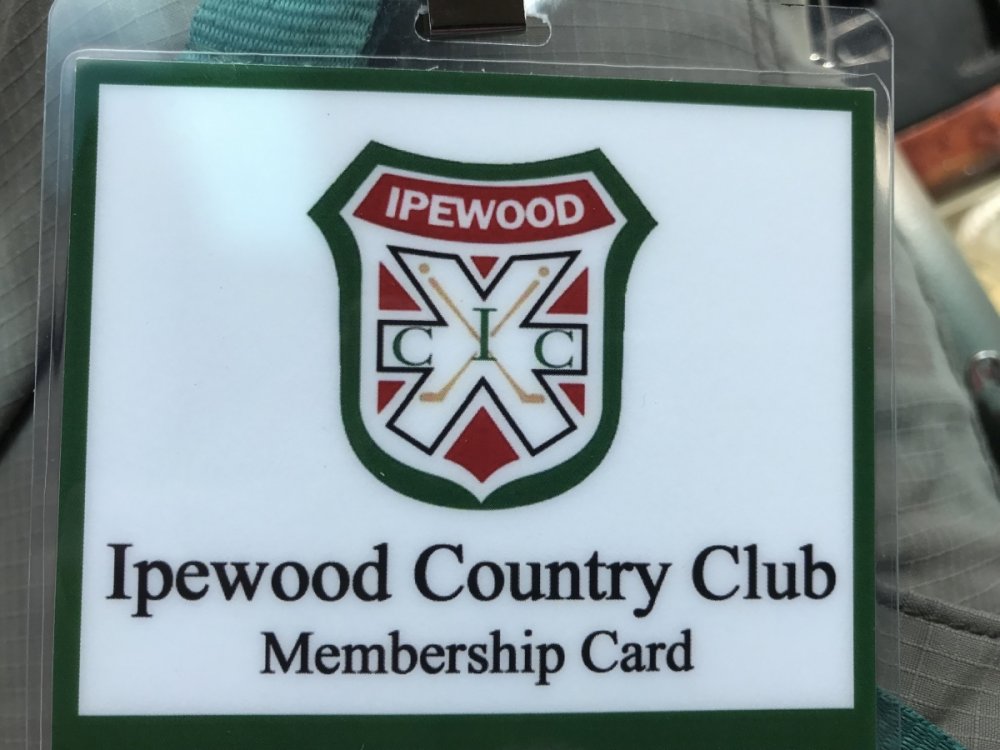 IPEWOOD
C I C
Ipewood Country Club
Membership Card